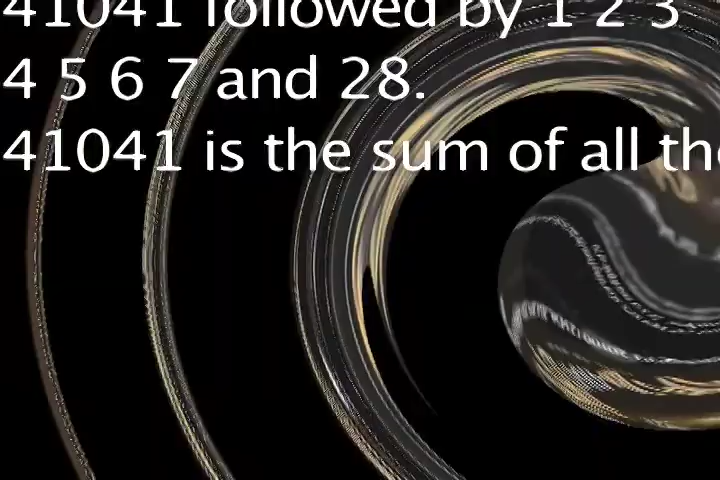 41041 followed by 1 2 3
4 5 6 7 and 28.
41041 is the sum of all the